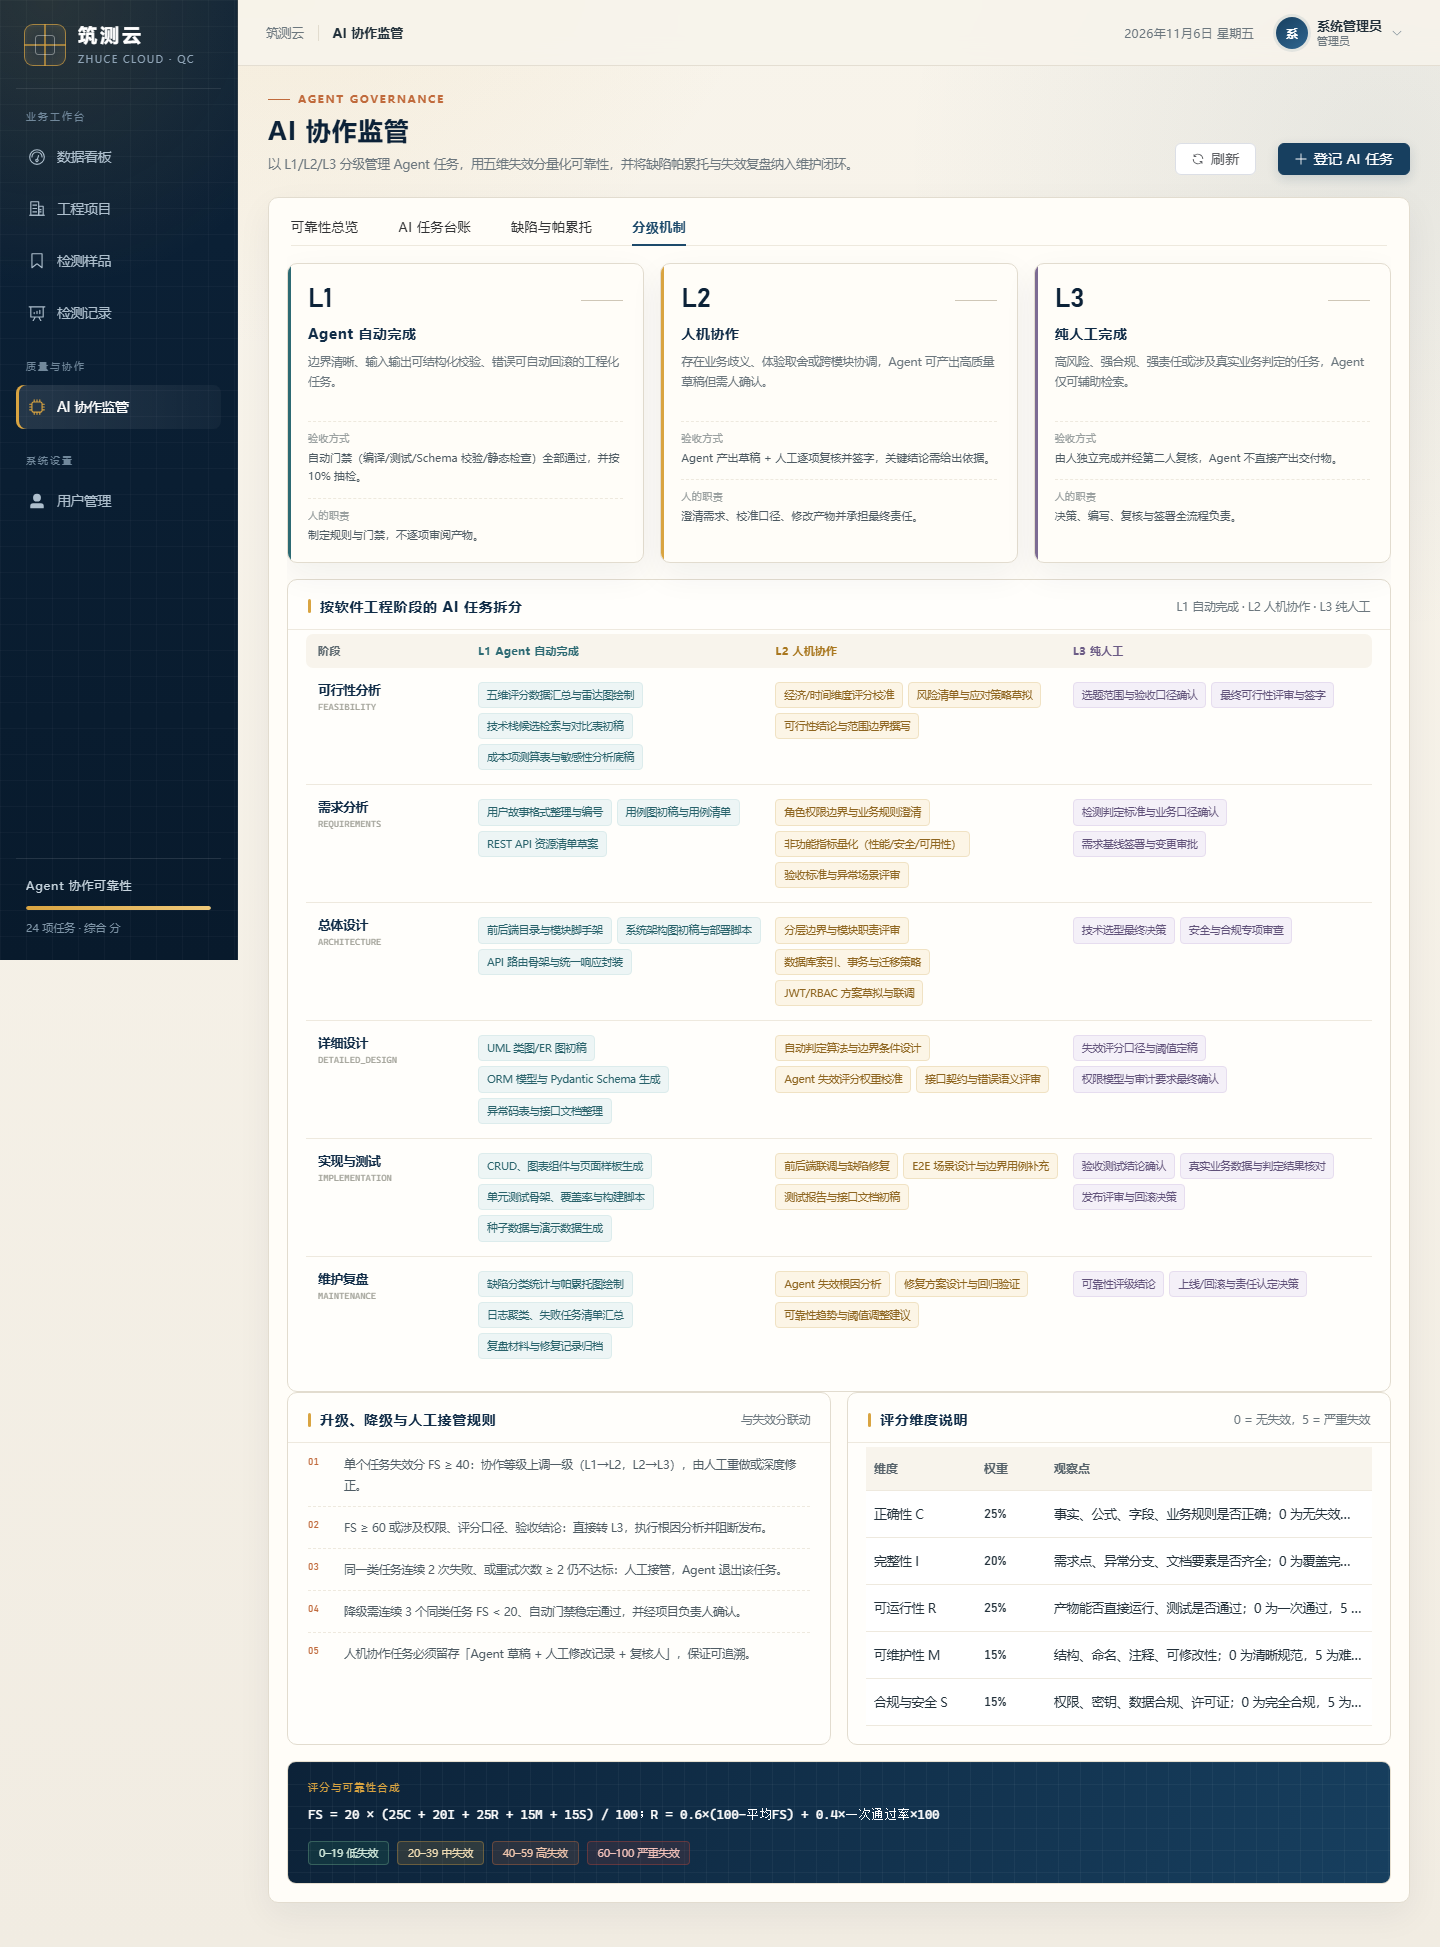 筑测云
ZHUCE CLOUD · QC
业务工作台
数据看板
工程项目
检测样品
检测记录
质量与协作
AI 协作监管
系统设置
用户管理
Agent 协作可靠性
24 项任务 · 综合 分
筑测云
AI 协作监管
2026年11月6日 星期五
系
系统管理员
管理员
AGENT GOVERNANCE
AI 协作监管
以 L1/L2/L3 分级管理 Agent 任务，用五维失效分量化可靠性，并将缺陷帕累托与失效复盘纳入维护闭环。
刷新
登记 AI 任务
可靠性总览
AI 任务台账
缺陷与帕累托
分级机制
L1
Agent 自动完成
边界清晰、输入输出可结构化校验、错误可自动回滚的工程化
任务。
验收方式
自动门禁（编译/测试/Schema 校验/静态检查）全部通过，并按
10% 抽检。
人的职责
制定规则与门禁，不逐项审阅产物。
L2
人机协作
存在业务歧义、体验取舍或跨模块协调，Agent 可产出高质量
草稿但需人确认。
验收方式
Agent 产出草稿 + 人工逐项复核并签字，关键结论需给出依据。
人的职责
澄清需求、校准口径、修改产物并承担最终责任。
L3
纯人工完成
高风险、强合规、强责任或涉及真实业务判定的任务，Agent
仅可辅助检索。
验收方式
由人独立完成并经第二人复核，Agent 不直接产出交付物。
人的职责
决策、编写、复核与签署全流程负责。
按软件工程阶段的 AI 任务拆分
L1 自动完成 · L2 人机协作 · L3 纯人工
阶段
L1 Agent 自动完成
L2 人机协作
L3 纯人工
可行性分析
FEASIBILITY
五维评分数据汇总与雷达图绘制
技术栈候选检索与对比表初稿
成本项测算表与敏感性分析底稿
经济/时间维度评分校准
风险清单与应对策略草拟
可行性结论与范围边界撰写
选题范围与验收口径确认
最终可行性评审与签字
需求分析
REQUIREMENTS
用户故事格式整理与编号
用例图初稿与用例清单
REST API 资源清单草案
角色权限边界与业务规则澄清
非功能指标量化（性能/安全/可用性）
验收标准与异常场景评审
检测判定标准与业务口径确认
需求基线签署与变更审批
总体设计
ARCHITECTURE
前后端目录与模块脚手架
系统架构图初稿与部署脚本
API 路由骨架与统一响应封装
分层边界与模块职责评审
数据库索引、事务与迁移策略
JWT/RBAC 方案草拟与联调
技术选型最终决策
安全与合规专项审查
详细设计
DETAILED_DESIGN
UML 类图/ER 图初稿
ORM 模型与 Pydantic Schema 生成
异常码表与接口文档整理
自动判定算法与边界条件设计
Agent 失效评分权重校准
接口契约与错误语义评审
失效评分口径与阈值定稿
权限模型与审计要求最终确认
实现与测试
IMPLEMENTATION
CRUD、图表组件与页面样板生成
单元测试骨架、覆盖率与构建脚本
种子数据与演示数据生成
前后端联调与缺陷修复
E2E 场景设计与边界用例补充
测试报告与接口文档初稿
验收测试结论确认
真实业务数据与判定结果核对
发布评审与回滚决策
维护复盘
MAINTENANCE
缺陷分类统计与帕累托图绘制
日志聚类、失败任务清单汇总
复盘材料与修复记录归档
Agent 失效根因分析
修复方案设计与回归验证
可靠性趋势与阈值调整建议
可靠性评级结论
上线/回滚与责任认定决策
升级、降级与人工接管规则
与失效分联动
01
单个任务失效分 FS ≥ 40：协作等级上调一级（L1→L2，L2→L3），由人工重做或深度修
正。
02
FS ≥ 60 或涉及权限、评分口径、验收结论：直接转 L3，执行根因分析并阻断发布。
03
同一类任务连续 2 次失败、或重试次数 ≥ 2 仍不达标：人工接管，Agent 退出该任务。
04
降级需连续 3 个同类任务 FS < 20、自动门禁稳定通过，并经项目负责人确认。
05
人机协作任务必须留存「Agent 草稿 + 人工修改记录 + 复核人」，保证可追溯。
评分维度说明
0 = 无失效，5 = 严重失效
维度
权重
观察点
正确性 C
25%
事实、公式、字段、业务规则是否正确；0 为无失效...
完整性 I
20%
需求点、异常分支、文档要素是否齐全；0 为覆盖完...
可运行性 R
25%
产物能否直接运行、测试是否通过；0 为一次通过，5 ...
可维护性 M
15%
结构、命名、注释、可修改性；0 为清晰规范，5 为难...
合规与安全 S
15%
权限、密钥、数据合规、许可证；0 为完全合规，5 为...
评分与可靠性合成
FS = 20 × (25C + 20I + 25R + 15M + 15S) / 100；R = 0.6×(100−平均FS) + 0.4×一次通过率×100
0–19 低失效
20–39 中失效
40–59 高失效
60–100 严重失效